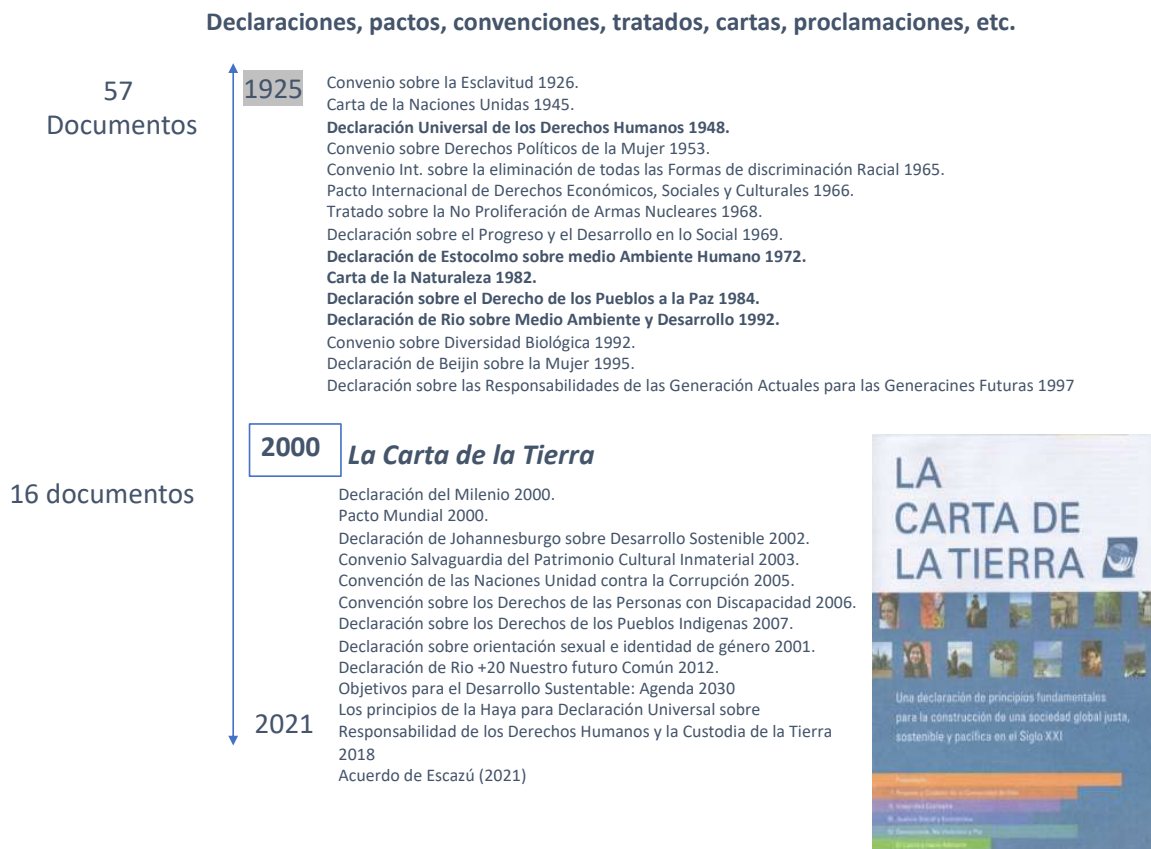 Declaraciones, pactos, convenciones, tratados, cartas, proclamaciones, etc.
57
Documentos
1925
Convenio sobre la Esclavitud 1926.
Carta de la Naciones Unidas 1945.
Declaración Universal de los Derechos Humanos 1948.
Convenio sobre Derechos Políticos de la Mujer 1953.
Convenio Int. sobre la eliminación de todas las Formas de discriminación Racial 1965.
Pacto Internacional de Derechos Económicos, Sociales y Culturales 1966.
Tratado sobre la No Proliferación de Armas Nucleares 1968.
Declaración sobre el Progreso y el Desarrollo en lo Social 1969.
Declaración de Estocolmo sobre medio Ambiente Humano 1972.
Carta de la Naturaleza 1982.
Declaración sobre el Derecho de los Pueblos a la Paz 1984.
Declaración de Rio sobre Medio Ambiente y Desarrollo 1992.
Convenio sobre Diversidad Biológica 1992.
Declaración de Beijin sobre la Mujer 1995.
Declaración sobre las Responsabilidades de las Generación Actuales para las Generacines Futuras 1997
2000
La Carta de la Tierra
16 documentos
Declaración del Milenio 2000.
Pacto Mundial 2000.
Declaración de Johannesburgo sobre Desarrollo Sostenible 2002.
Convenio Salvaguardia del Patrimonio Cultural Inmaterial 2003.
Convención de las Naciones Unidad contra la Corrupción 2005.
Convención sobre los Derechos de las Personas con Discapacidad 2006.
Declaración sobre los Derechos de los Pueblos Indigenas 2007.
Declaración sobre orientación sexual e identidad de género 2001.
Declaración de Rio +20 Nuestro futuro Común 2012.
Objetivos para el Desarrollo Sustentable: Agenda 2030
Los principios de la Haya para Declaración Universal sobre
Responsabilidad de los Derechos Humanos y la Custodia de la Tierra
2018
Acuerdo de Escazú (2021)
2021
LA
CARTA DE
LA TIERRA
Una declaración de principios fundamentales
para la construcción de una sociedad global justa,
sostenible y pacífica en el Siglo XXI